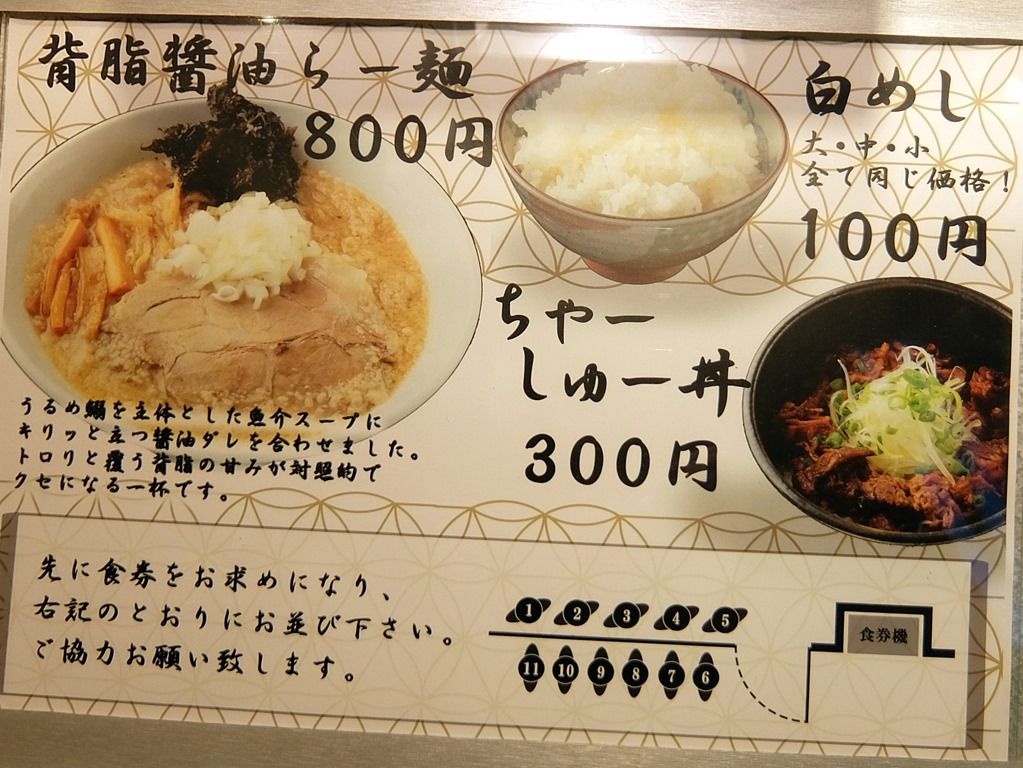 背脂醤油らー麺
800円
白めし
大・中・小
全て同じ価格！
100円
ちゃー
しゅー丼
300円
うるめ鰯を主体とした魚介スープに
キリッと立つ醤油ダレを合わせました。
トロリと覆う背脂の甘みが対照的で
クセになる一杯です。
先に食券をお求めになり、
右記のとおりにお並び下さい。
ご協力お願い致します。
1 2 3 4 5
食券機
11 10 9 8 7 6